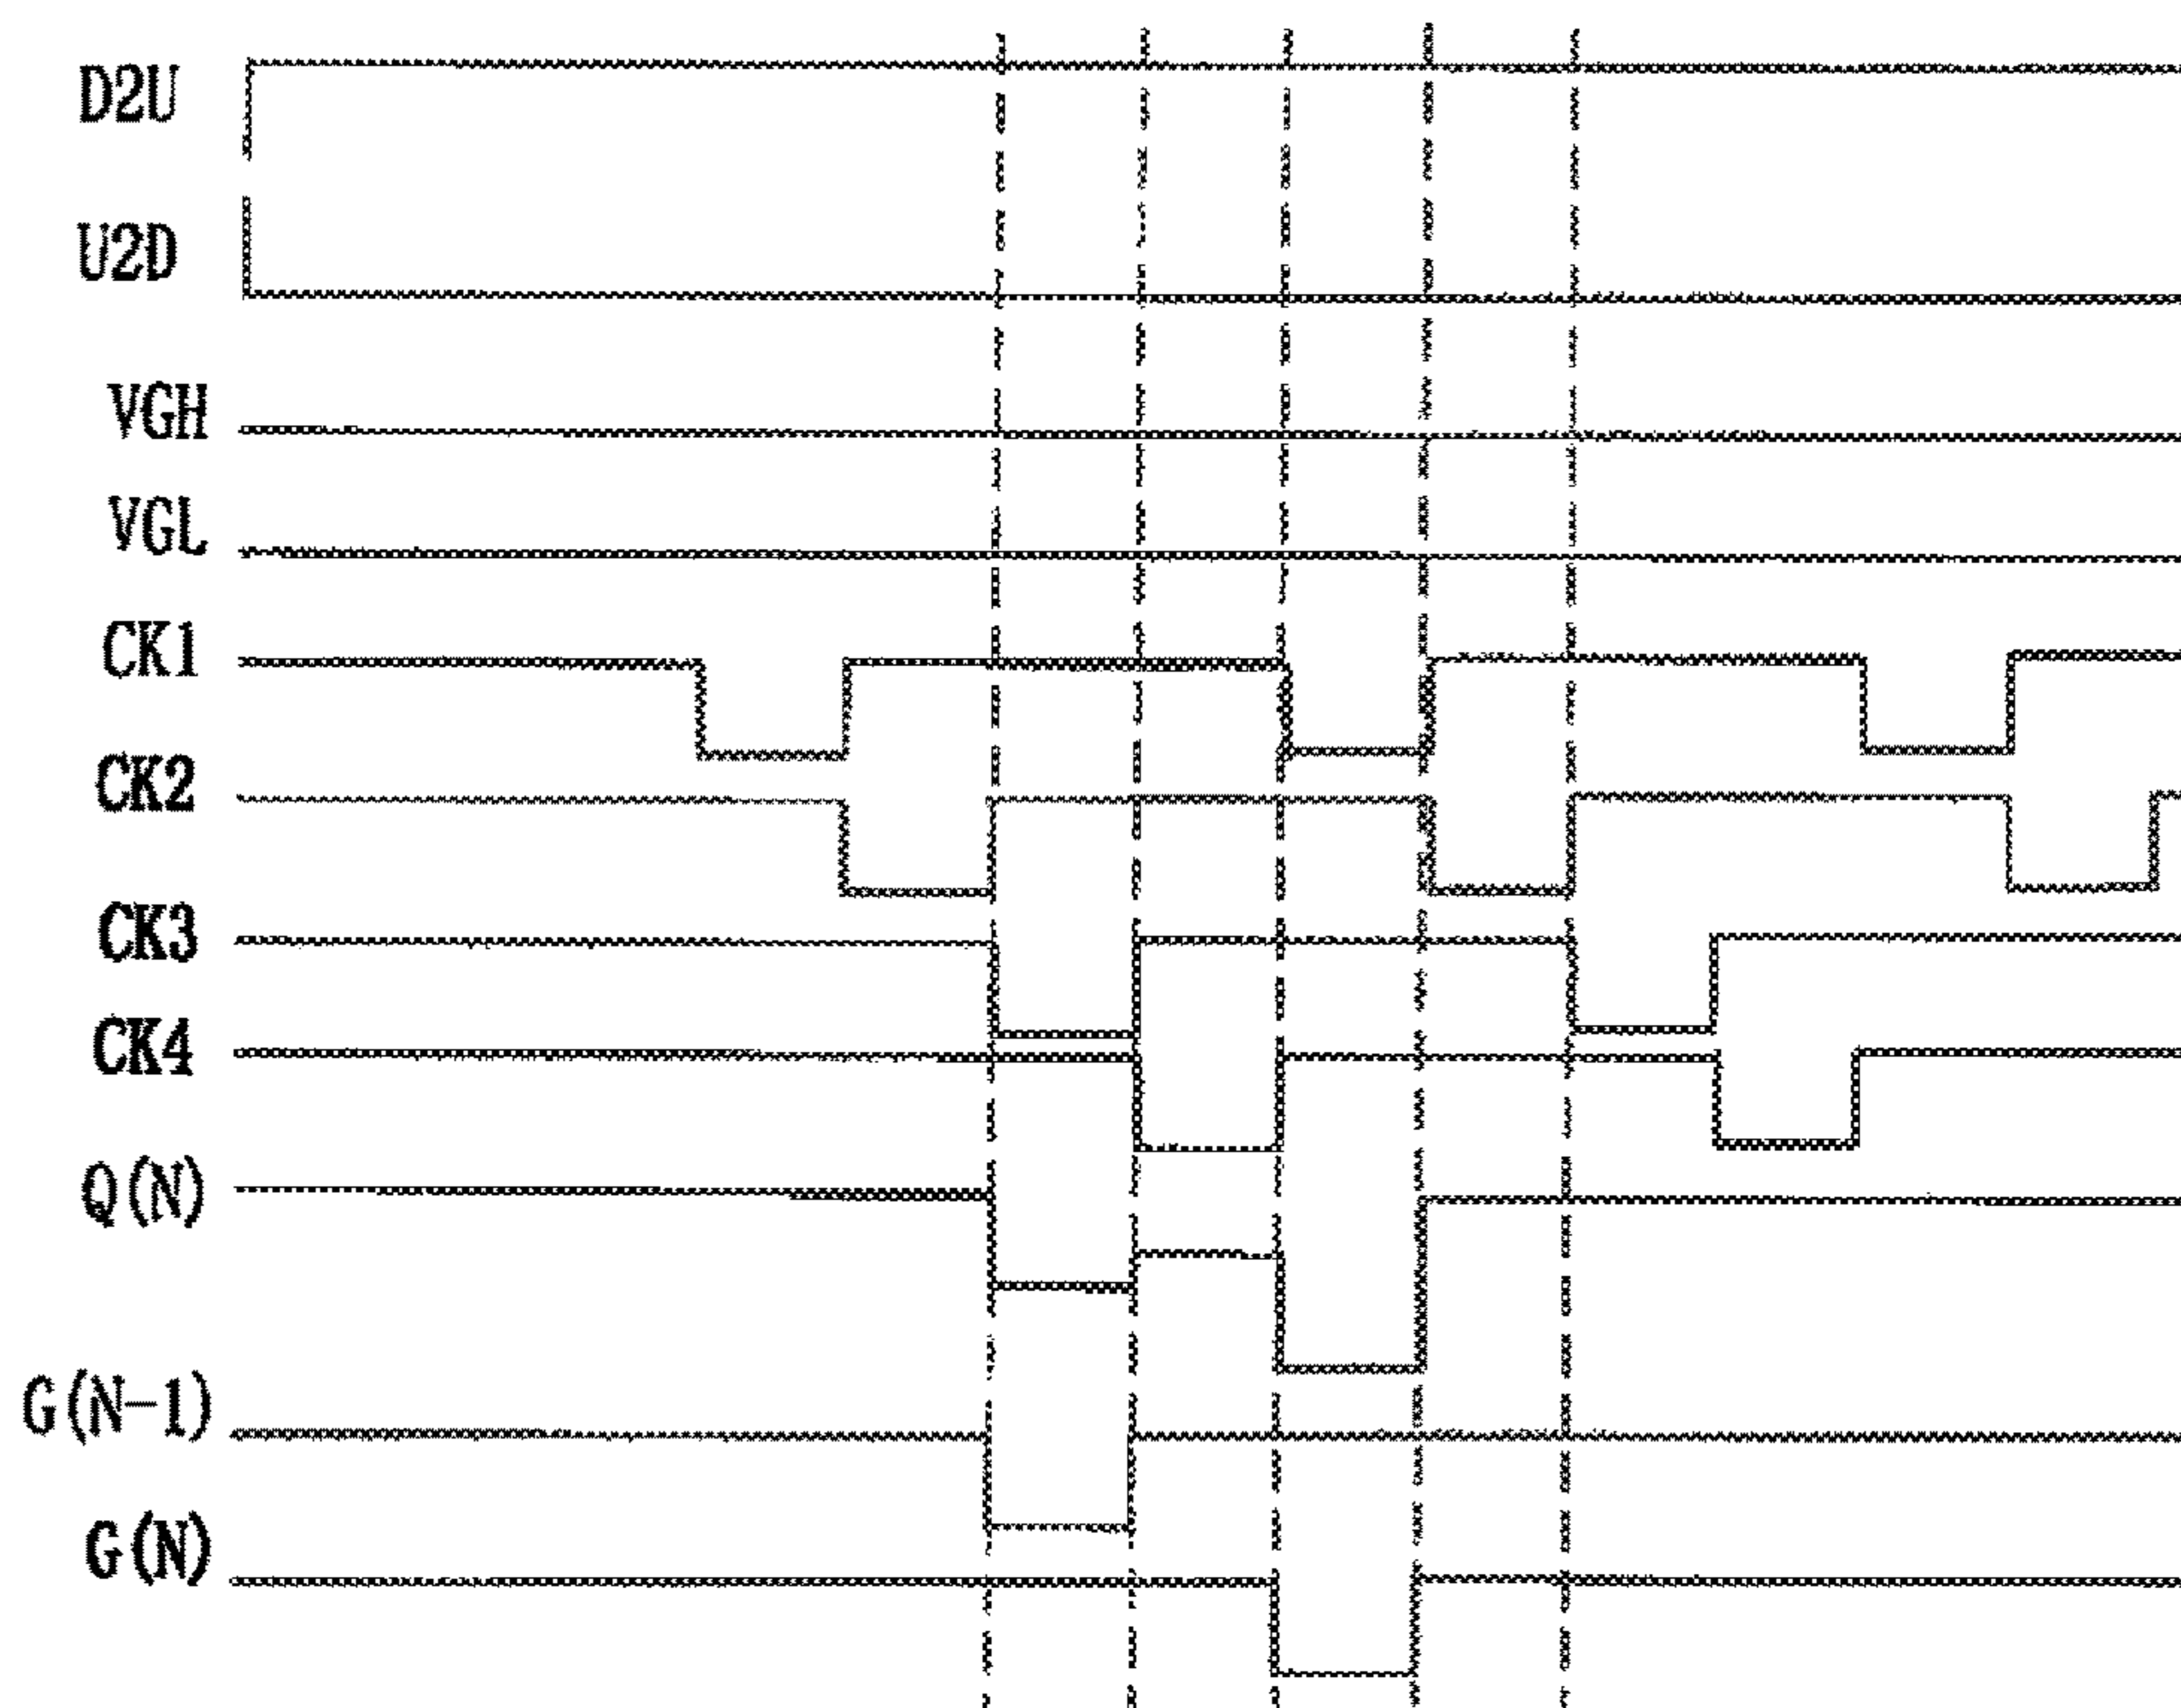 D2U
U2D
VGH
VGL
CK1
CK2
CK3
CK4
Q(N)
G(N-1)
G(N)